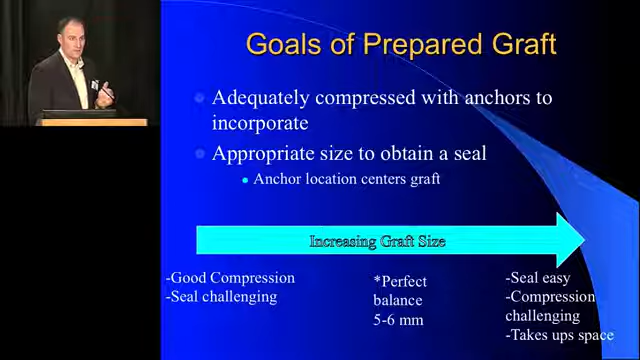 Goals of Prepared Graft
Adequately compressed with anchors to
incorporate
Appropriate size to obtain a seal
Anchor location centers graft
Increasing Graft Size
-Good Compression
-Seal challenging
*Perfect
balance
5-6 mm
-Seal easy
-Compression
challenging
-Takes ups space